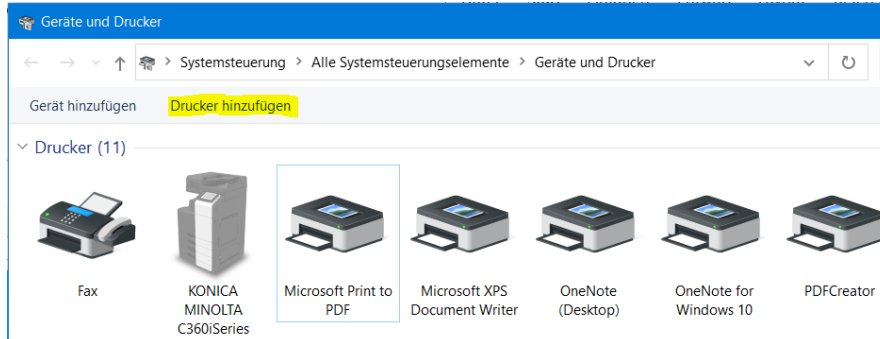 Geräte und Drucker
Systemsteuerung > Alle Systemsteuerungselemente > Geräte und Drucker
Gerät hinzufügen Drucker hinzufügen
Drucker (11)
Fax
KONICA
MINOLTA
C360iSeries
Microsoft Print to
PDF
Microsoft XPS
Document Writer
OneNote
(Desktop)
OneNote for
Windows 10
PDFCreator